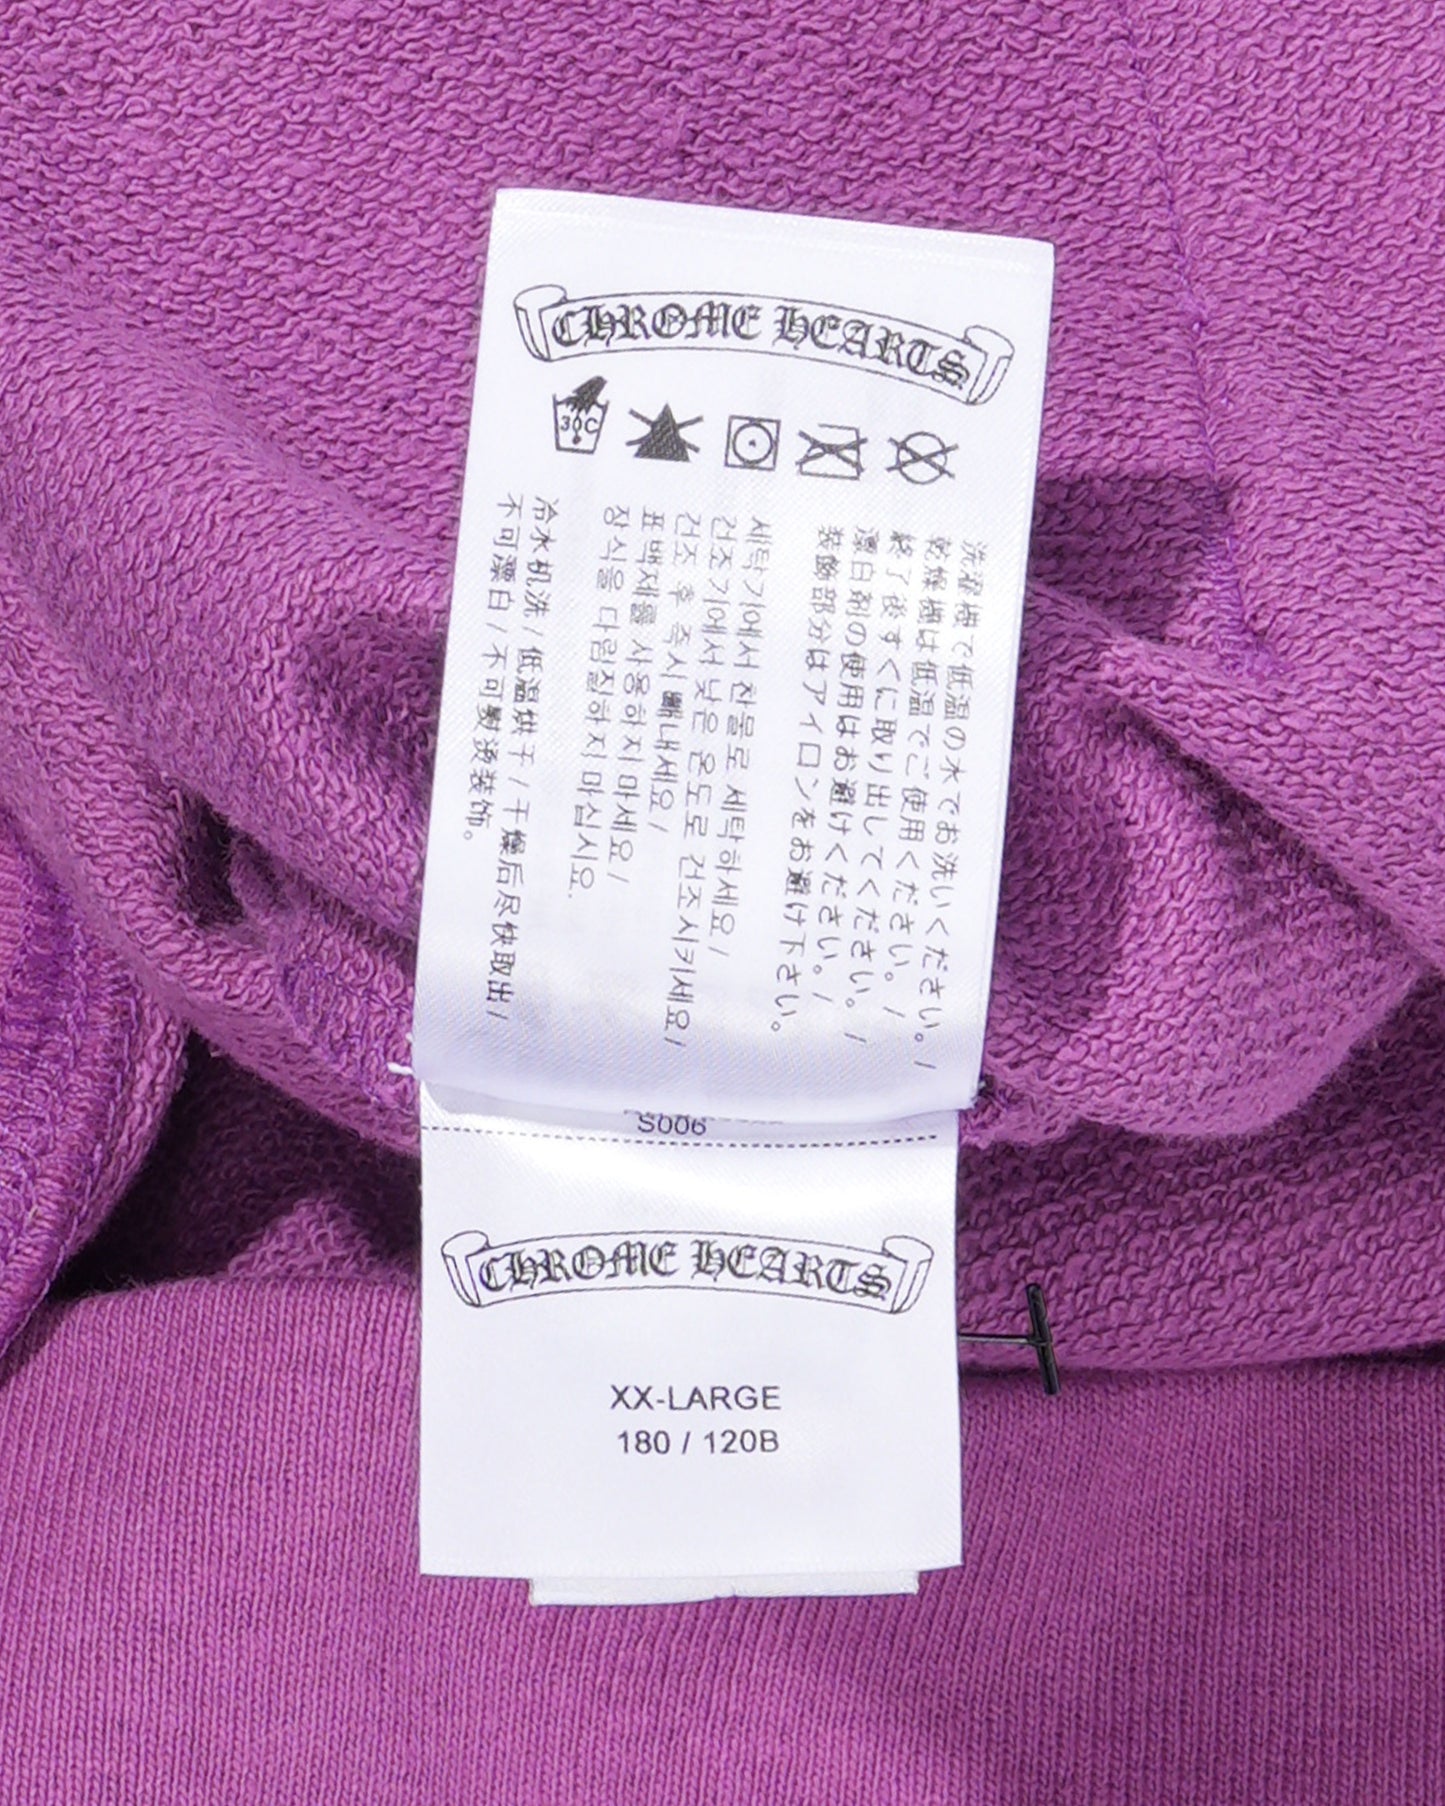 CHROME HEARTS
30C
洗濯機で低温の水でお洗いください。/
乾燥機は低温でご使用ください。/
終了後すぐに取り出してください。/
漂白剤の使用はお避けください。/
装飾部分はアイロンをお避け下さい。
세탁기에서 찬물로 세탁하세요/
건조기에서 낮은 온도로 건조시키세요/
건조 후 즉시 빼내세요/
표백제를 사용하지 마세요/
장식을 다림질하지 마십시요.
冷水机洗/低温烘干/干燥后尽快取出/
不可漂白/不可熨烫装饰。
S006
CHROME HEARTS
XX-LARGE
180 / 120B